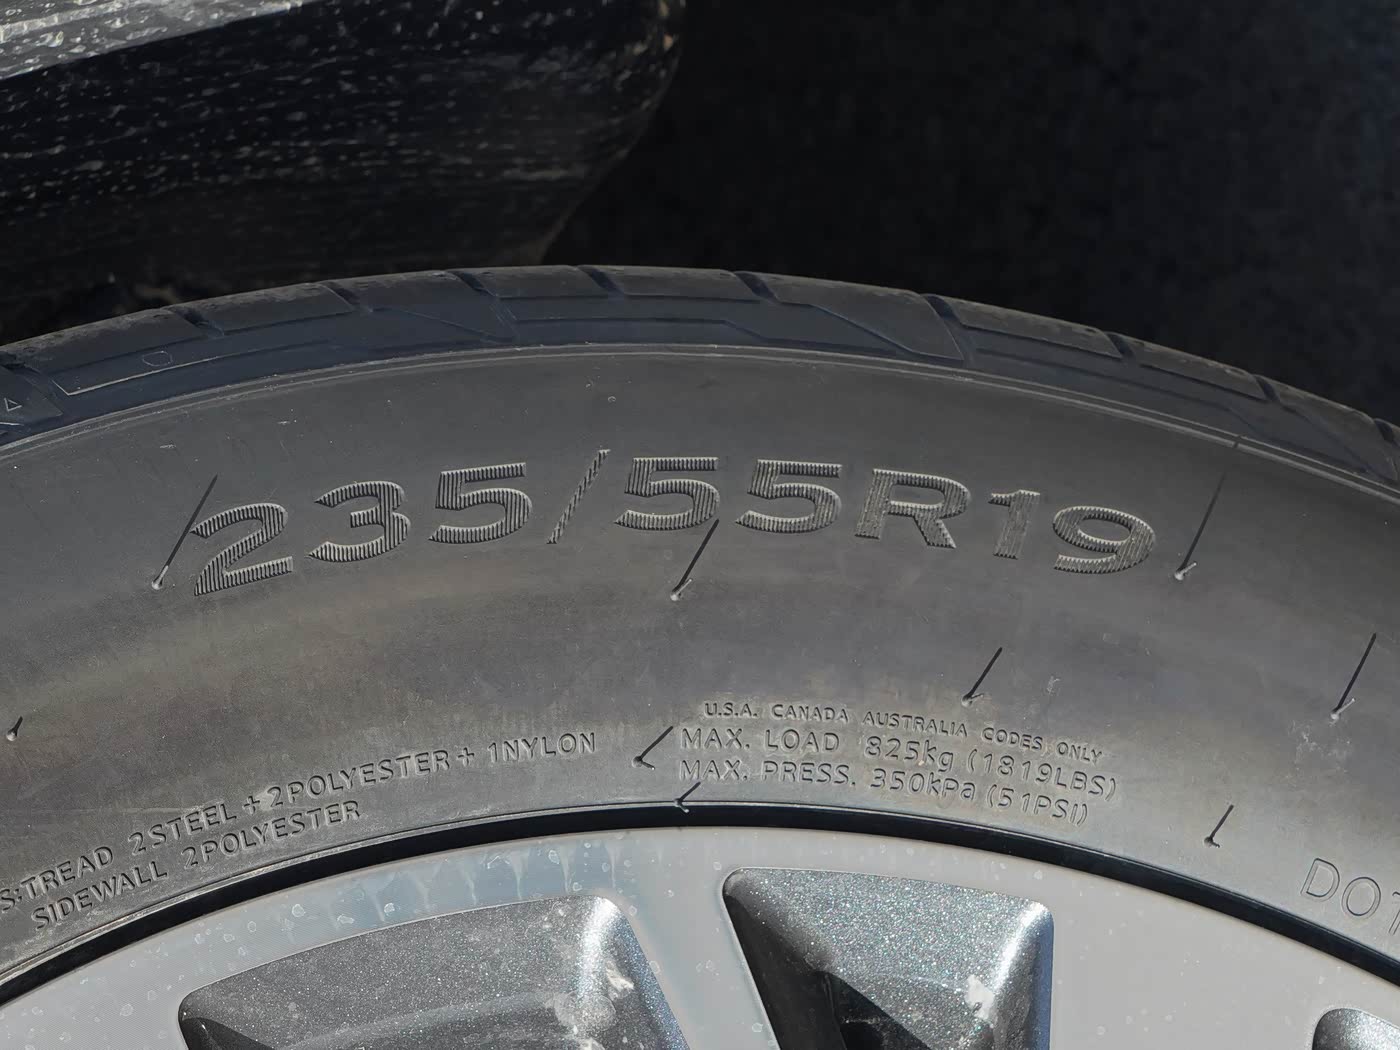 235/55R19
U.S.A. CANADA AUSTRALIA CODES ONLY
MAX. LOAD 825kg (1819LBS)
MAX. PRESS. 350kPa (51PSI)
S:TREAD 2STEEL + 2POLYESTER + 1NYLON
SIDEWALL 2POLYESTER
DOT